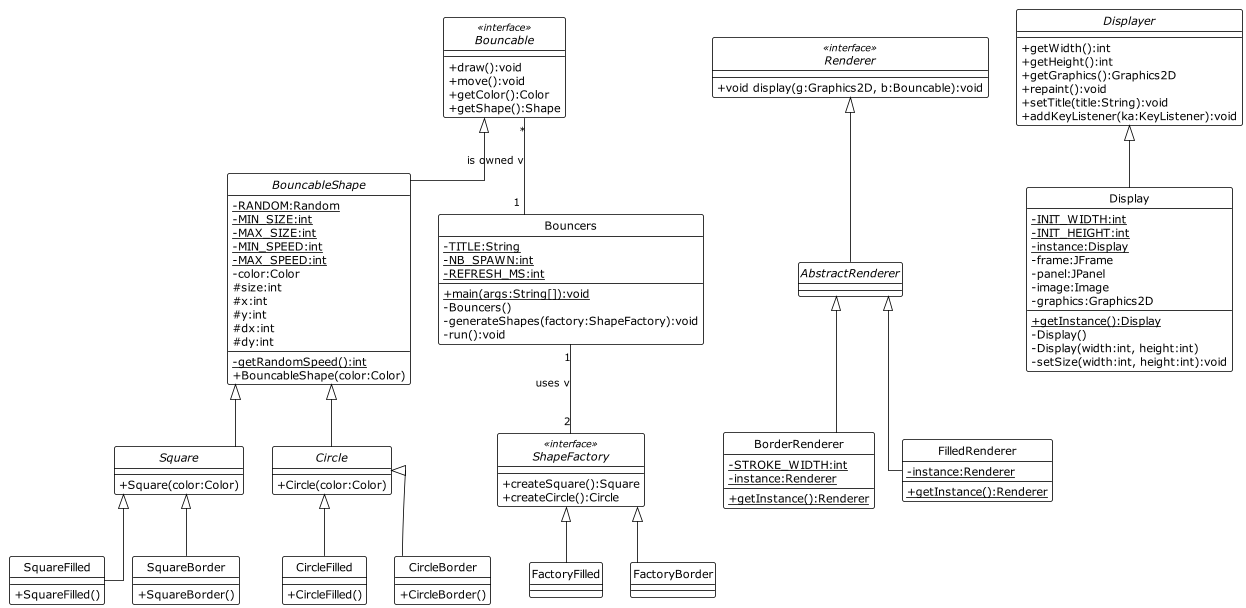 «interface»
Bouncable
+draw():void
+move():void
+getColor():Color
+getShape():Shape
«interface»
Renderer
+void display(g:Graphics2D, b:Bouncable):void
Displayer
+getWidth():int
+getHeight():int
+getGraphics():Graphics2D
+repaint():void
+setTitle(title:String):void
+addKeyListener(ka:KeyListener):void
*
is owned v
1
BouncableShape
-RANDOM:Random
-MIN_SIZE:int
-MAX_SIZE:int
-MIN_SPEED:int
-MAX_SPEED:int
-color:Color
#size:int
#x:int
#y:int
#dx:int
#dy:int
-getRandomSpeed():int
+BouncableShape(color:Color)
Bouncers
-TITLE:String
-NB_SPAWN:int
-REFRESH_MS:int
+main(args:String[]):void
-Bouncers()
-generateShapes(factory:ShapeFactory):void
-run():void
AbstractRenderer
Display
-INIT_WIDTH:int
-INIT_HEIGHT:int
-instance:Display
-frame:JFrame
-panel:JPanel
-image:Image
-graphics:Graphics2D
+getInstance():Display
-Display()
-Display(width:int, height:int)
-setSize(width:int, height:int):void
1
uses v
2
Square
+Square(color:Color)
Circle
+Circle(color:Color)
«interface»
ShapeFactory
+createSquare():Square
+createCircle():Circle
BorderRenderer
-STROKE_WIDTH:int
-instance:Renderer
+getInstance():Renderer
FilledRenderer
-instance:Renderer
+getInstance():Renderer
SquareFilled
+SquareFilled()
SquareBorder
+SquareBorder()
CircleFilled
+CircleFilled()
CircleBorder
+CircleBorder()
FactoryFilled
FactoryBorder